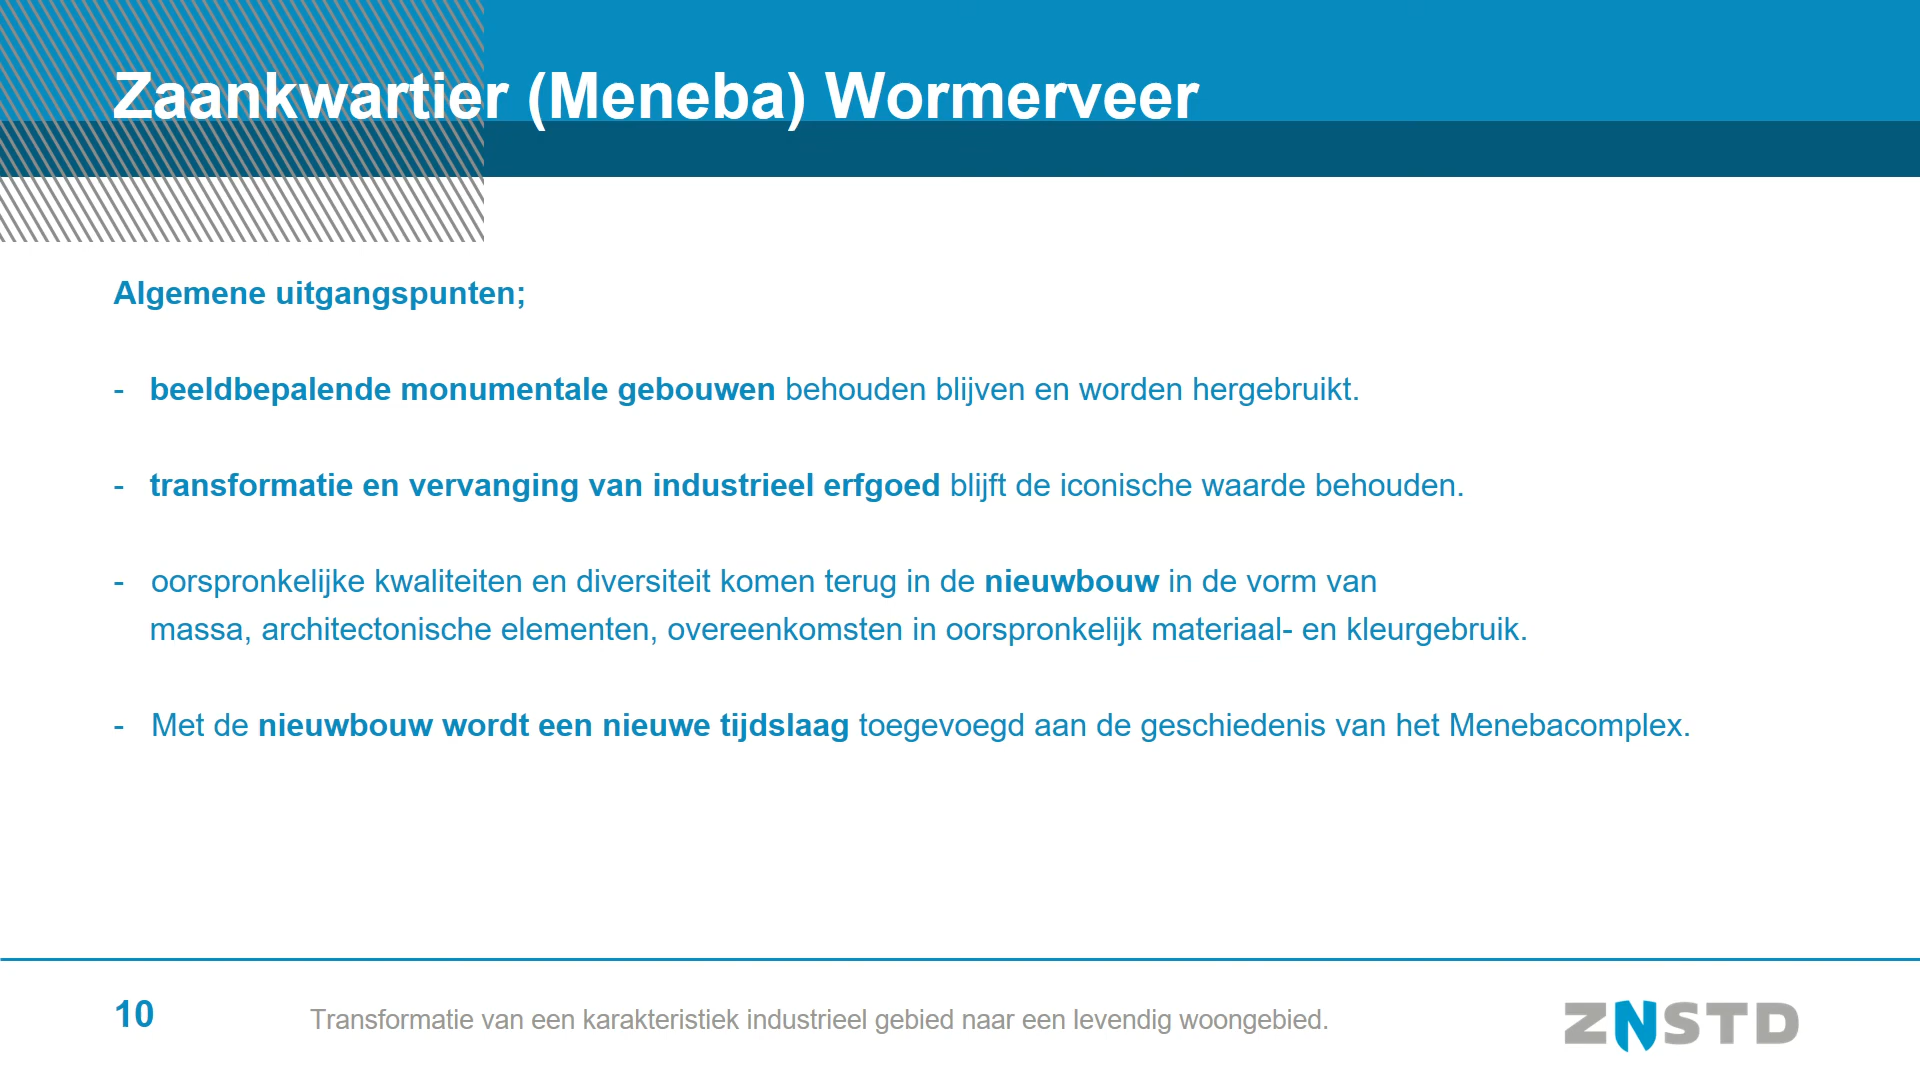 Zaankwartier (Meneba) Wormerveer
Algemene uitgangspunten;
- beeldbepalende monumentale gebouwen behouden blijven en worden hergebruikt.
- transformatie en vervanging van industrieel erfgoed blijft de iconische waarde behouden.
- oorspronkelijke kwaliteiten en diversiteit komen terug in de nieuwbouw in de vorm van
massa, architectonische elementen, overeenkomsten in oorspronkelijk materiaal- en kleurgebruik.
- Met de nieuwbouw wordt een nieuwe tijdslaag toegevoegd aan de geschiedenis van het Menebacomplex.
10
Transformatie van een karakteristiek industrieel gebied naar een levendig woongebied.
ZNSTD